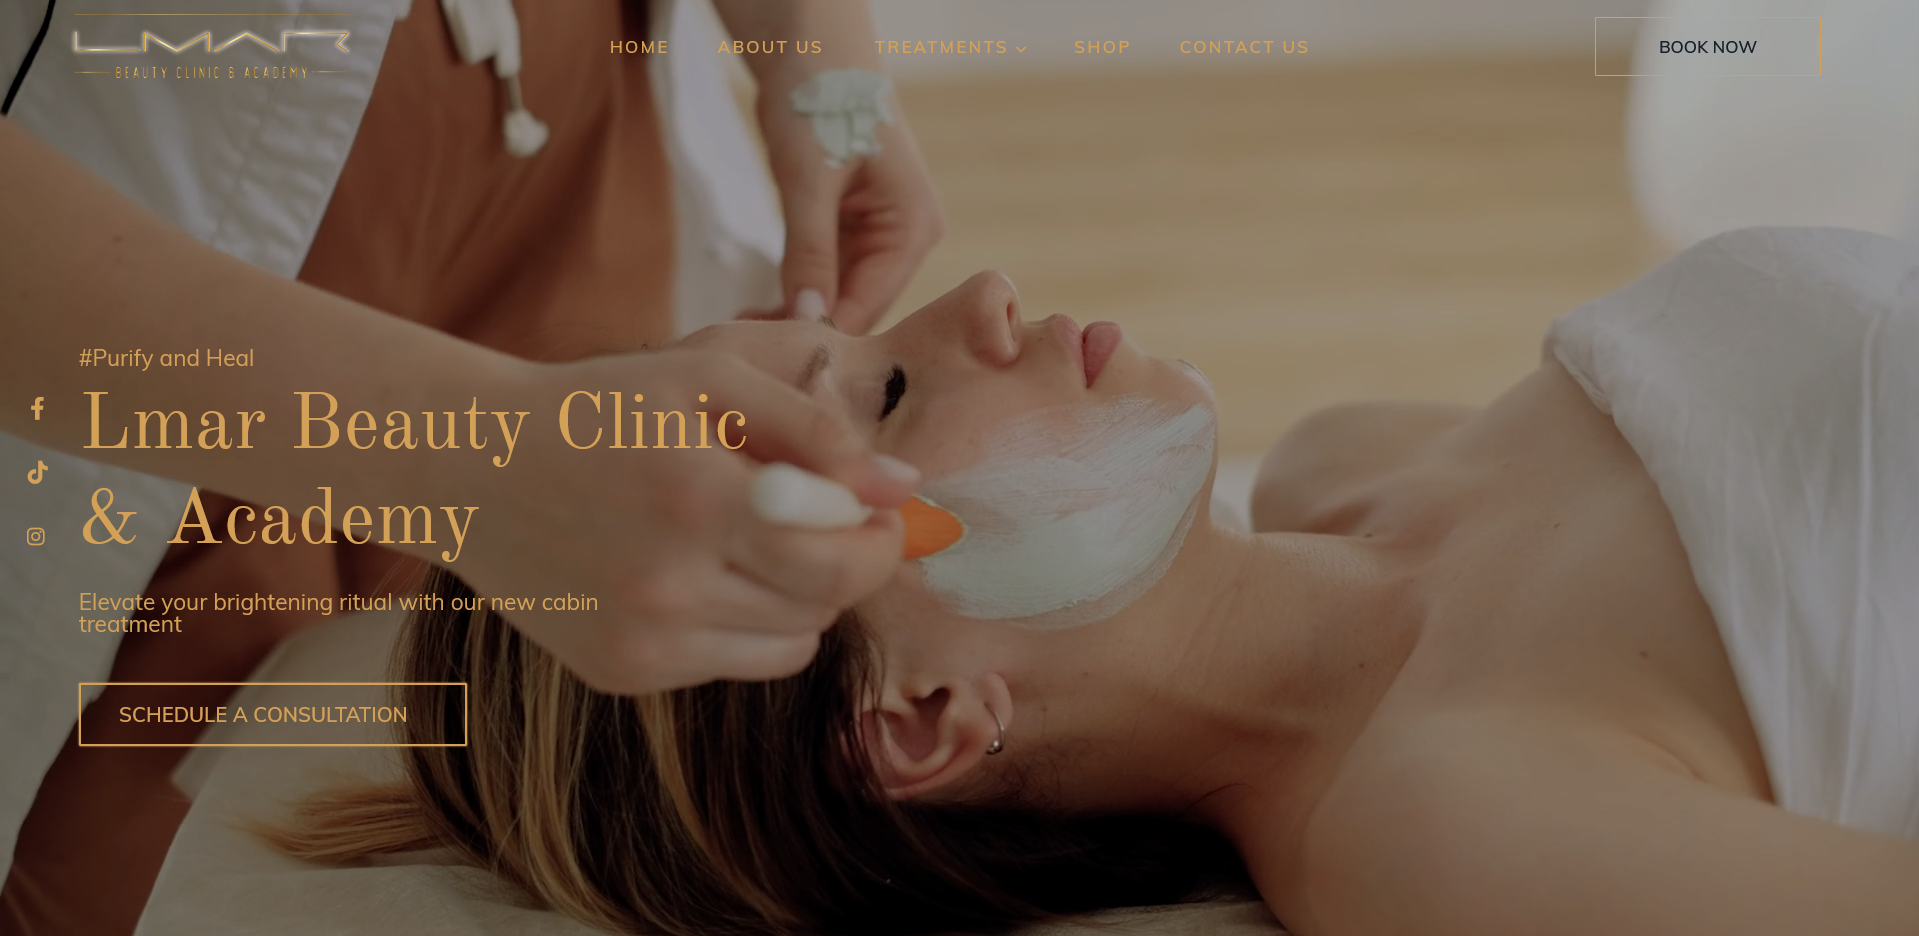 LMAR
BEAUTY CLINIC & ACADEMY
HOME
ABOUT US
TREATMENTS
SHOP
CONTACT US
BOOK NOW
#Purify and Heal
Lmar Beauty Clinic
& Academy
Elevate your brightening ritual with our new cabin
treatment
SCHEDULE A CONSULTATION